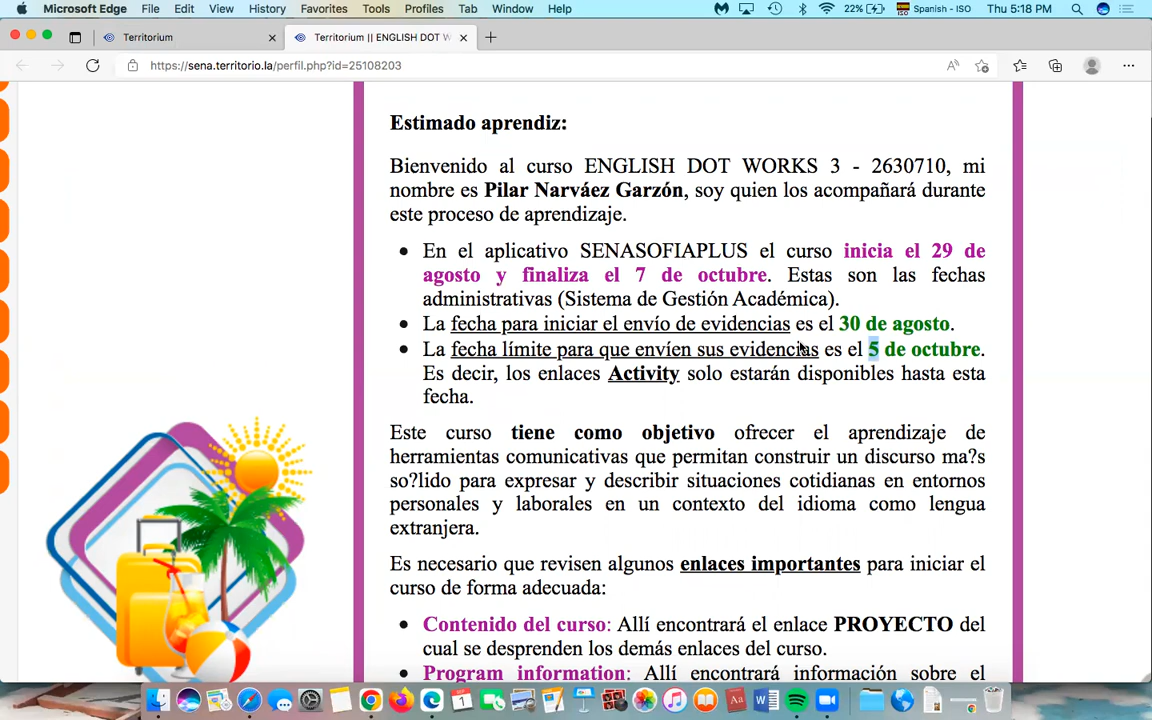 Microsoft Edge File Edit View History Favorites Tools Profiles Tab Window Help 22% Spanish - ISO Thu 5:18 PM
Territorium Territorium || ENGLISH DOT W
https://sena.territorio.la/perfil.php?id=25108203
Estimado aprendiz:
Bienvenido al curso ENGLISH DOT WORKS 3 - 2630710, mi
nombre es Pilar Narváez Garzón, soy quien los acompañará durante
este proceso de aprendizaje.
En el aplicativo SENASOFIAPLUS el curso inicia el 29 de
agosto y finaliza el 7 de octubre. Estas son las fechas
administrativas (Sistema de Gestión Académica).
La fecha para iniciar el envío de evidencias es el 30 de agosto.
La fecha límite para que envíen sus evidencias es el 5 de octubre.
Es decir, los enlaces Activity solo estarán disponibles hasta esta
fecha.
Este curso tiene como objetivo ofrecer el aprendizaje de
herramientas comunicativas que permitan construir un discurso ma?s
so?lido para expresar y describir situaciones cotidianas en entornos
personales y laborales en un contexto del idioma como lengua
extranjera.
Es necesario que revisen algunos enlaces importantes para iniciar el
curso de forma adecuada:
Contenido del curso: Allí encontrará el enlace PROYECTO del
cual se desprenden los demás enlaces del curso.
Program information: Allí encontrará información sobre el